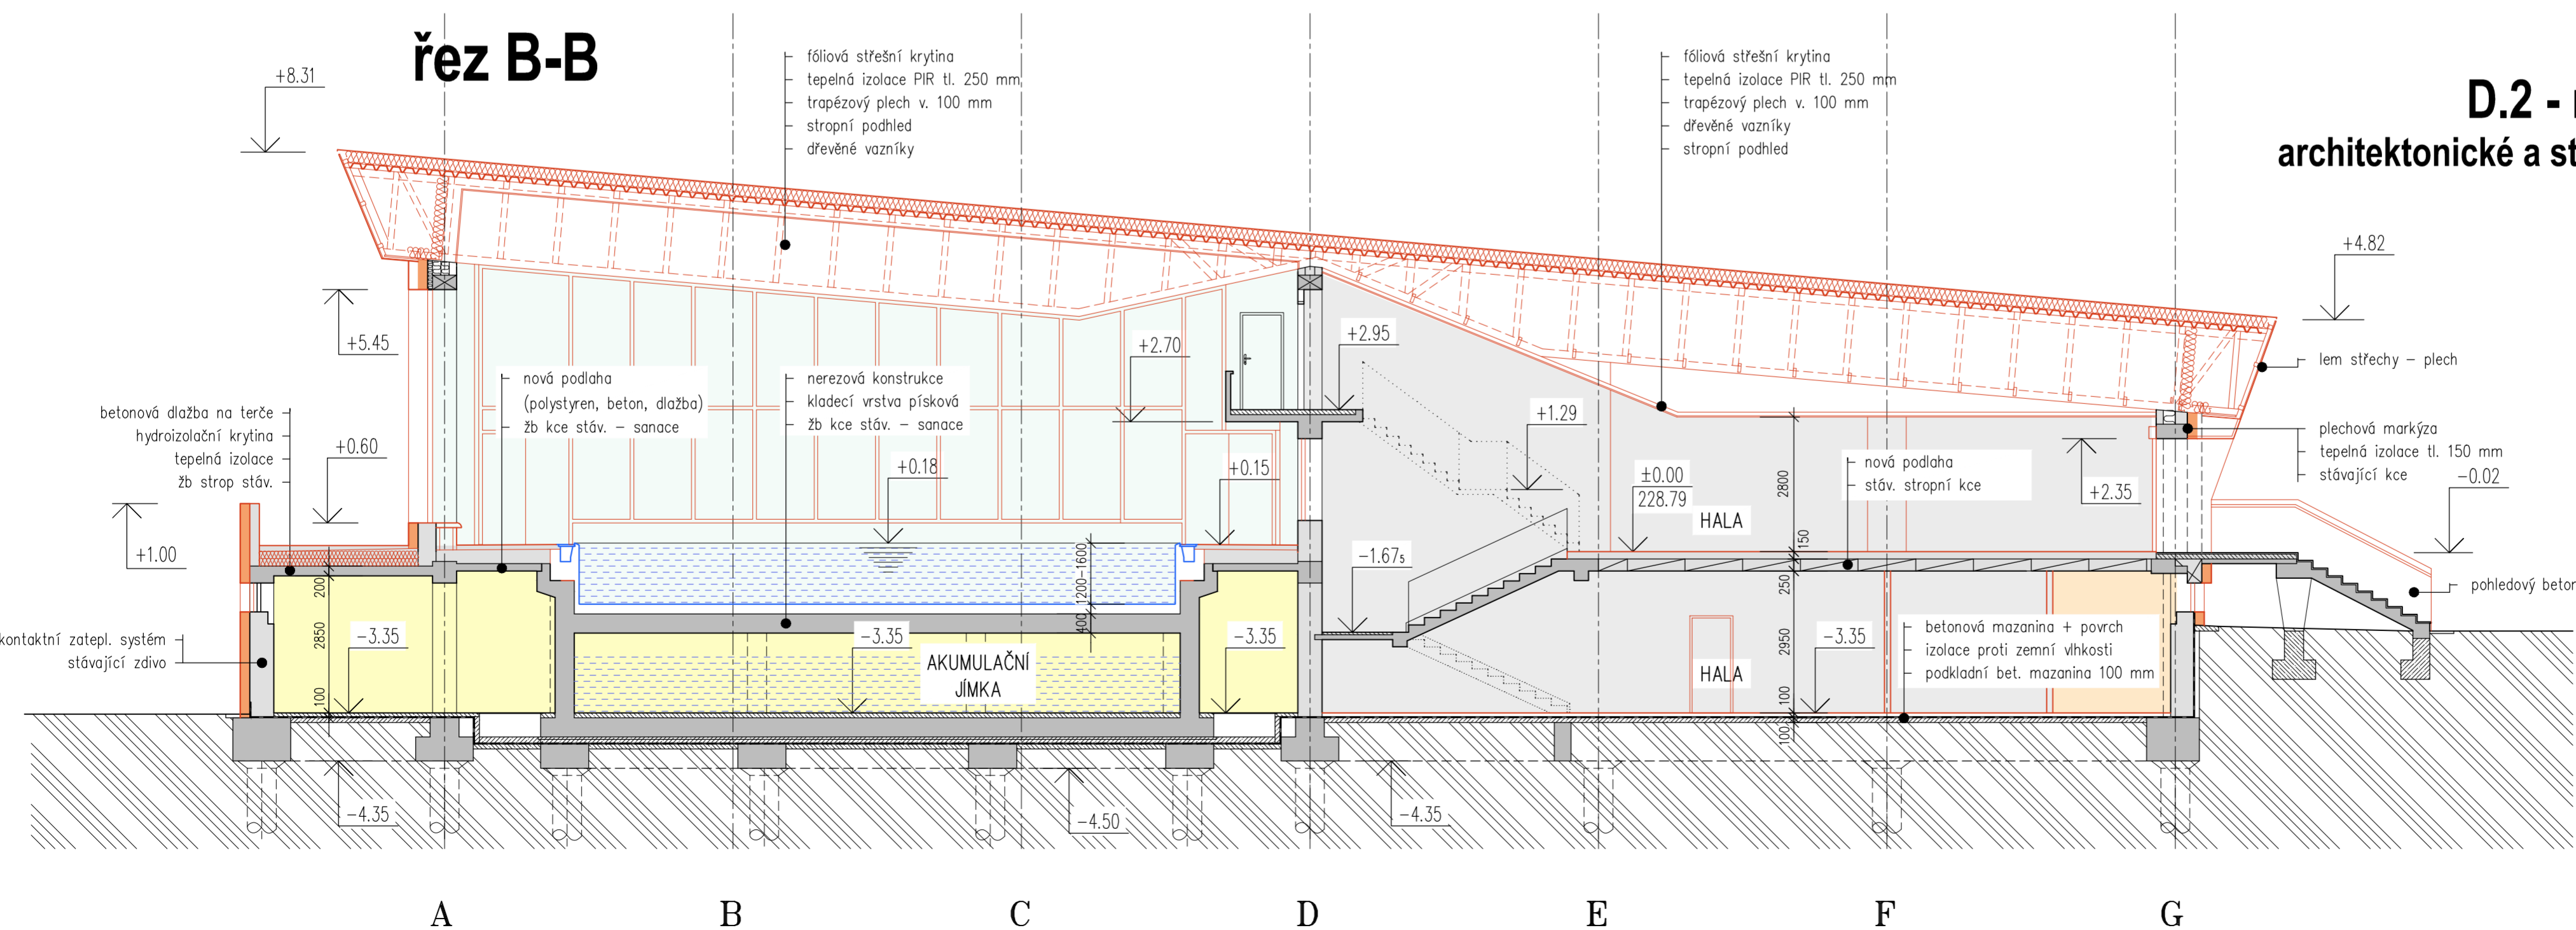 řez B-B
D.2 -
architektonické a st
+8.31
fóliová střešní krytina
tepelná izolace PIR tl. 250 mm
trapézový plech v. 100 mm
stropní podhled
dřevěné vazníky
fóliová střešní krytina
tepelná izolace PIR tl. 250 mm
trapézový plech v. 100 mm
dřevěné vazníky
stropní podhled
+4.82
+5.45
+2.70
+2.95
lem střechy – plech
nová podlaha
(polystyren, beton, dlažba)
žb kce stáv. – sanace
nerezová konstrukce
kladecí vrstva písková
žb kce stáv. – sanace
betonová dlažba na terče
hydroizolační krytina
tepelná izolace
žb strop stáv.
+0.60
+0.18
+0.15
+1.29
±0.00
228.79
HALA
2800
150
nová podlaha
stáv. stropní kce
+2.35
plechová markýza
tepelná izolace tl. 150 mm
stávající kce
-0.02
+1.00
-1.67₅
1200-1600
400
200
2850
100
250
2950
100
100
pohledový beton
kontaktní zatepl. systém
stávající zdivo
-3.35
-3.35
-3.35
-3.35
AKUMULAČNÍ
JÍMKA
HALA
betonová mazanina + povrch
izolace proti zemní vlhkosti
podkladní bet. mazanina 100 mm
-4.35
-4.50
-4.35
A B C D E F G